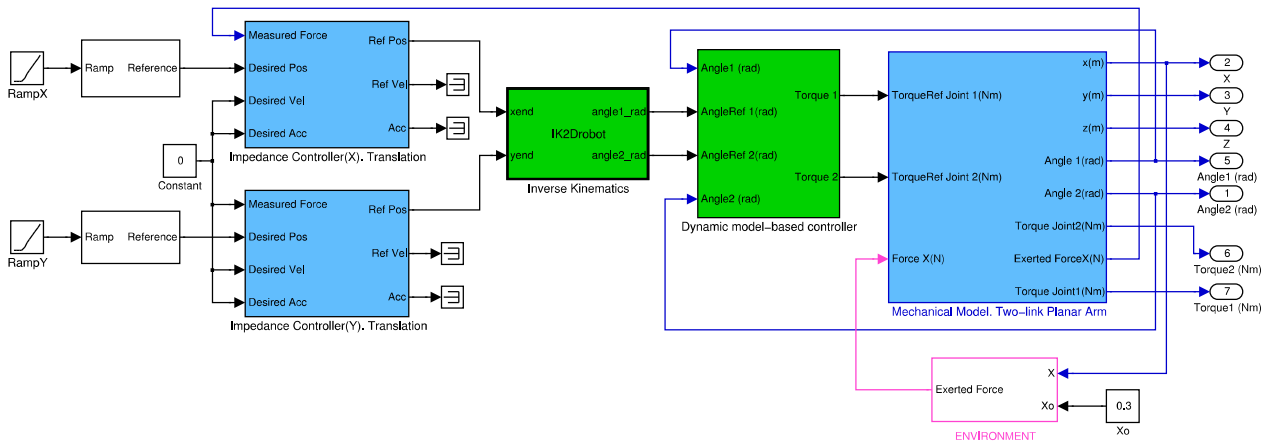 RampX
Ramp
Reference
Measured Force
Desired Pos
Desired Vel
Desired Acc
Ref Pos
Ref Vel
Acc
Impedance Controller(X). Translation
0
Constant
RampY
Ramp
Reference
Measured Force
Desired Pos
Desired Vel
Desired Acc
Ref Pos
Ref Vel
Acc
Impedance Controller(Y). Translation
xend
yend
IK2Drobot
angle1_rad
angle2_rad
Inverse Kinematics
Angle1 (rad)
AngleRef 1(rad)
AngleRef 2(rad)
Angle2 (rad)
Torque 1
Torque 2
Dynamic model-based controller
TorqueRef Joint 1(Nm)
TorqueRef Joint 2(Nm)
Force X(N)
x(m)
y(m)
z(m)
Angle 1(rad)
Angle 2(rad)
Torque Joint2(Nm)
Exerted ForceX(N)
Torque Joint1(Nm)
Mechanical Model. Two-link Planar Arm
2
X
3
Y
4
Z
5
Angle1 (rad)
1
Angle2 (rad)
6
Torque2 (Nm)
7
Torque1 (Nm)
Exerted Force
X
Xo
ENVIRONMENT
0.3
Xo